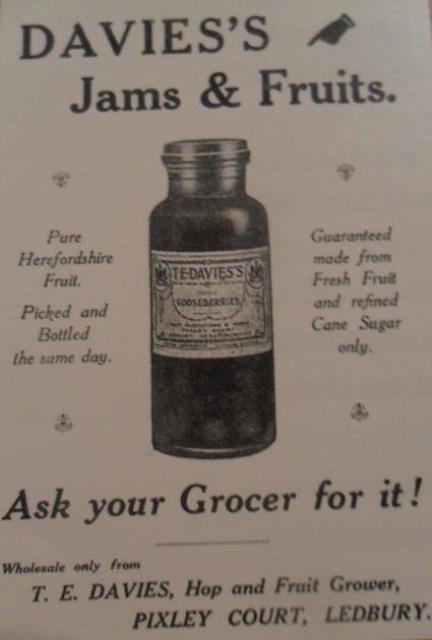 DAVIES'S
Jams & Fruits.
Pure
Herefordshire
Fruit.
Picked and
Bottled
the same day.
T.E. DAVIES'S
GOOSEBERRIES
Guaranteed
made from
Fresh Fruit
and refined
Cane Sugar
only.
Ask your Grocer for it!
Wholesale only from
T. E. DAVIES, Hop and Fruit Grower,
PIXLEY COURT, LEDBURY.